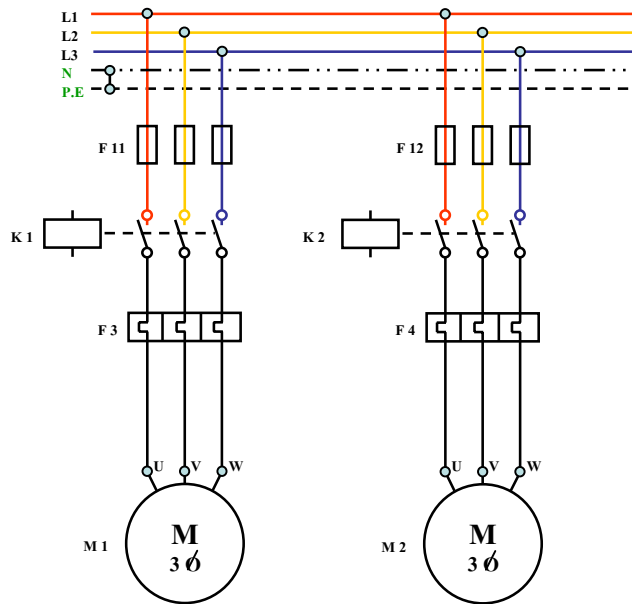 L1
L2
L3
N
P.E
F 11 F 12
K 1 K 2
F 3 F 4
U V W U V W
M 1 M M 2 M
3 Ø 3 Ø